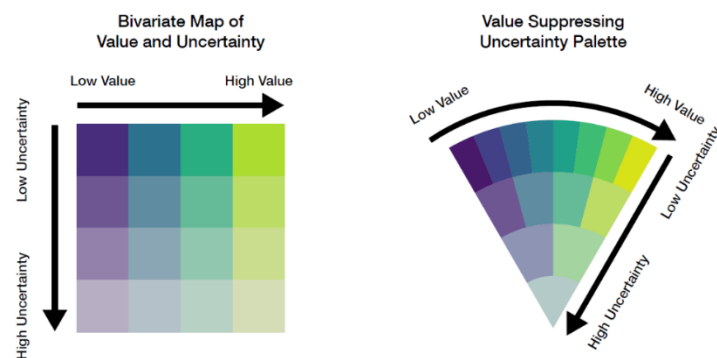 Bivariate Map of
Value and Uncertainty
Low Value
High Value
Low Uncertainty
High Uncertainty
Value Suppressing
Uncertainty Palette
Low Value
High Value
Low Uncertainty
High Uncertainty